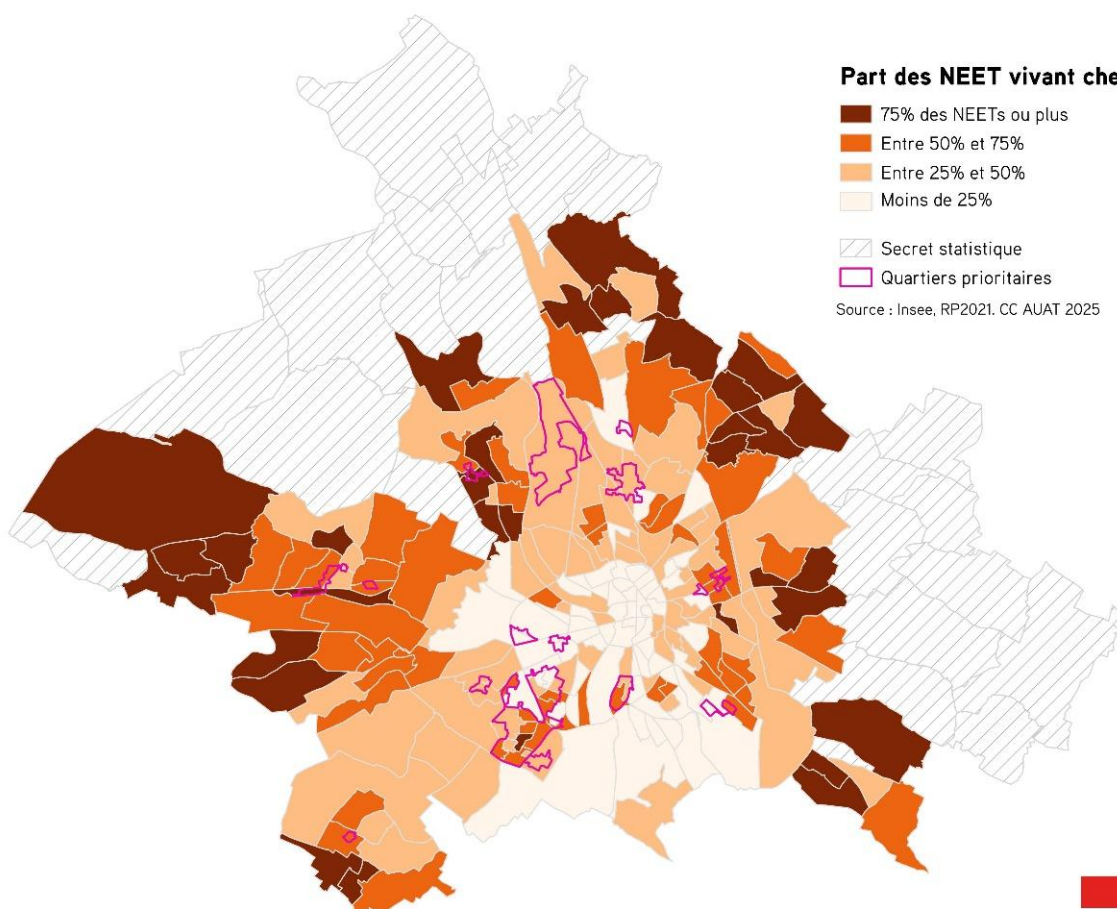 Part des NEET vivant che
75% des NEETs ou plus
Entre 50% et 75%
Entre 25% et 50%
Moins de 25%
Secret statistique
Quartiers prioritaires
Source : Insee, RP2021. CC AUAT 2025